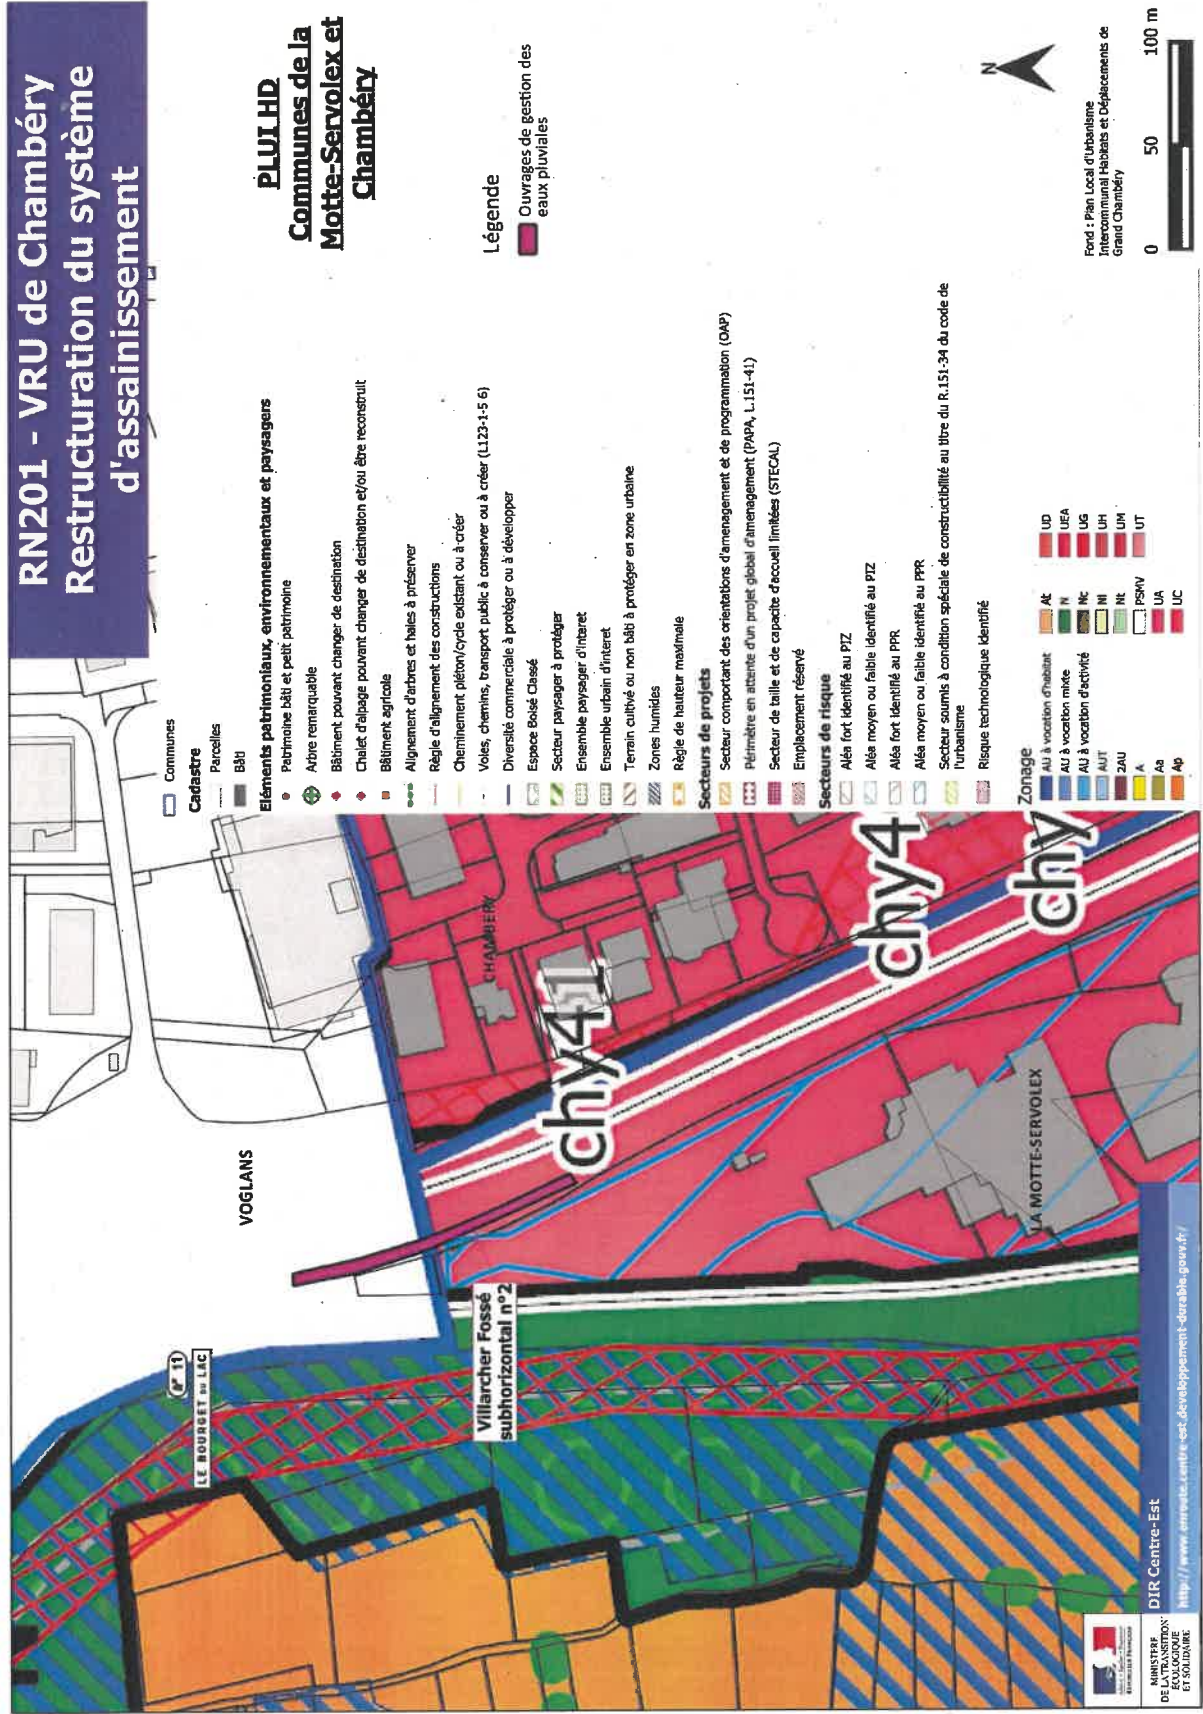 RN201 - VRU de Chambéry
Restructuration du système
d'assainissement
PLUI HD
Communes de la
Motte-Servolex et
Chambéry
Légende
Ouvrages de gestion des
eaux pluviales
Communes
Cadastre
Parcelles
Bâti
Eléments patrimoniaux, environnementaux et paysagers
Patrimoine bâti et petit patrimoine
Arbre remarquable
Bâtiment pouvant changer de destination
Chalet d'alpage pouvant changer de destination et/ou être reconstruit
Bâtiment agricole
Alignement d'arbres et haies à préserver
Règle d'alignement des constructions
Cheminement piéton/cycle existant ou à créer
Voies, chemins, transport public à conserver ou à créer (L123-1-5 6)
Diversité commerciale à protéger ou à développer
Espace Boisé Classé
Secteur paysager à protéger
Ensemble paysager d'interet
Ensemble urbain d'interet
Terrain cultivé ou non bâti à protéger en zone urbaine
Zones humides
Règle de hauteur maximale
Secteurs de projets
Secteur comportant des orientations d'amenagement et de programmation (OAP)
Périmètre en attente d'un projet global d'amenagement (PAPA, L.151-41)
Secteur de taille et de capacite d'accueil limitées (STECAL)
Emplacement réservé
Secteurs de risque
Aléa fort identifié au PIZ
Aléa moyen ou faible identifié au PIZ
Aléa fort identifié au PPR
Aléa moyen ou faible identifié au PPR
Secteur soumis à condition spéciale de constructibilité au titre du R.151-34 du code de
l'urbanisme
Risque technologique identifié
Zonage
AU à vocation d'habitat
AU à vocation mixte
AU à vocation d'activité
AUT
2AU
A
Aa
Ap
At
N
Nc
Nl
Nt
PSMV
UA
UC
UD
UEA
UG
UH
UM
UT
N
Fond : Plan Local d'Urbanisme
Intercommunal Habitats et Déplacements de
Grand Chambéry
0 50 100 m
VOGLANS
CHAMBERY
chy41
chy4
chy
LA MOTTE-SERVOLEX
N° 11
LE BOURGET DU LAC
Villarcher Fossé
subhorizontal n°2
MINISTERE
DE LA TRANSITION
ÉCOLOGIQUE
ET SOLIDAIRE
DIR Centre-Est
http://www.enroute.centre-est.developpement-durable.gouv.fr/